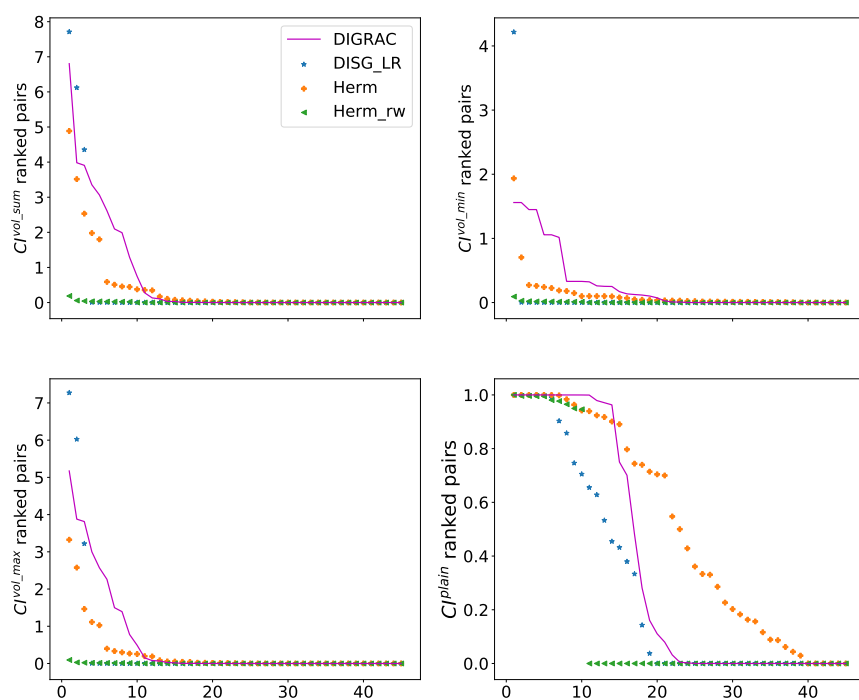 8
7
6
5
4
3
2
1
0
CI^{vol_sum} ranked pairs
DIGRAC
DISG_LR
Herm
Herm_rw
4
3
2
1
0
CI^{vol_min} ranked pairs
7
6
5
4
3
2
1
0
CI^{vol_max} ranked pairs
0 10 20 30 40
1.0
0.8
0.6
0.4
0.2
0.0
CI^{plain} ranked pairs
0 10 20 30 40